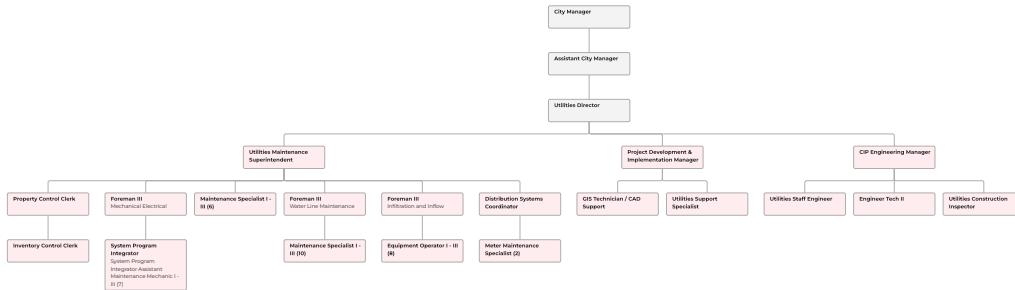 City Manager
Assistant City Manager
Utilities Director
Utilities Maintenance
Superintendent
Project Development &
Implementation Manager
CIP Engineering Manager
Property Control Clerk
Foreman III
Mechanical Electrical
Maintenance Specialist I -
III (6)
Foreman III
Water Line Maintenance
Foreman III
Infiltration and Inflow
Distribution Systems
Coordinator
GIS Technician / CAD
Support
Utilities Support
Specialist
Utilities Staff Engineer
Engineer Tech II
Utilities Construction
Inspector
Inventory Control Clerk
System Program
Integrator
System Program
Integrator Assistant
Maintenance Mechanic I -
III (7)
Maintenance Specialist I -
III (10)
Equipment Operator I - III
(8)
Meter Maintenance
Specialist (2)